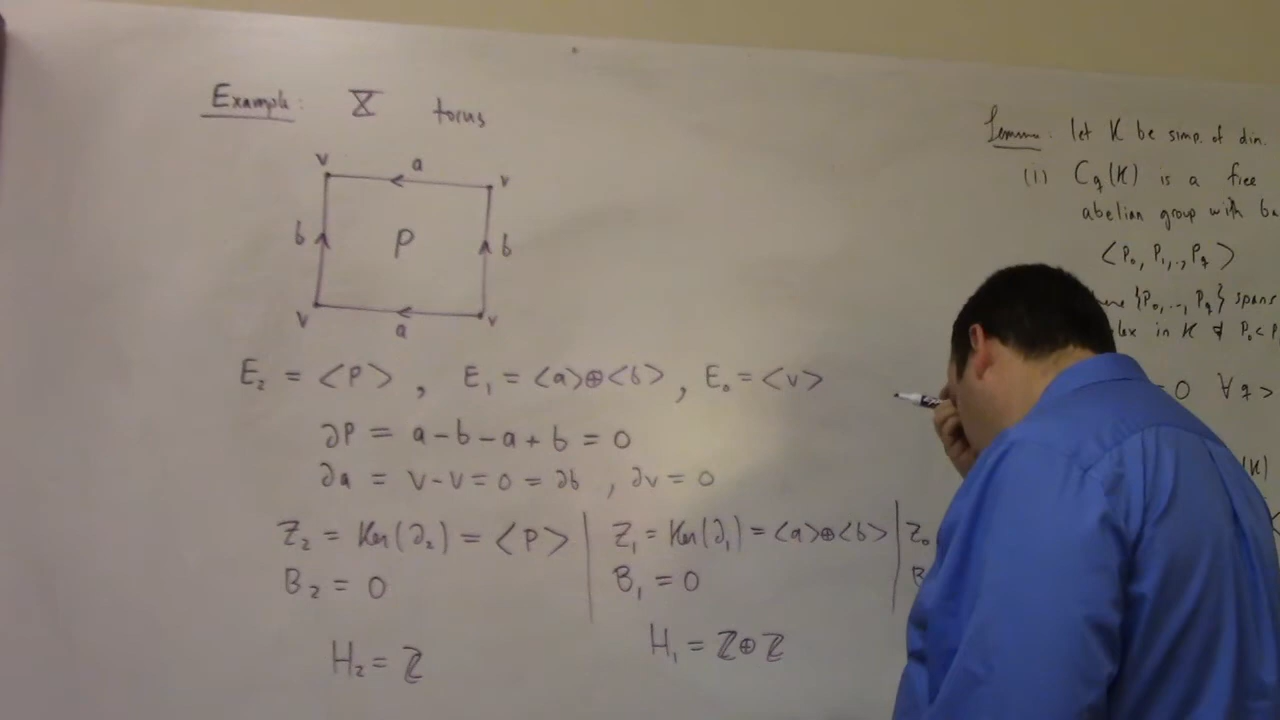 Example: X torus
v a v
b P b
v a v
E₂ = <P> , E₁ = <a>⊕<b> , E₀ = <v>
∂P = a - b - a + b = 0
∂a = v - v = 0 = ∂b , ∂v = 0
Z₂ = Ker(∂₂) = <P> | Z₁ = Ker(∂₁) = <a>⊕<b> | Z₀
B₂ = 0 B₁ = 0 B
H₂ = ℤ H₁ = ℤ⊕ℤ
Lemma: let K be simp. of dim.
(i) C_q(K) is a free
abelian group with ba
<P₀, P₁, .., P_q>
{P₀, .., P_q} spans
in K & P₀ < P
= 0 ∀ q >
(K)